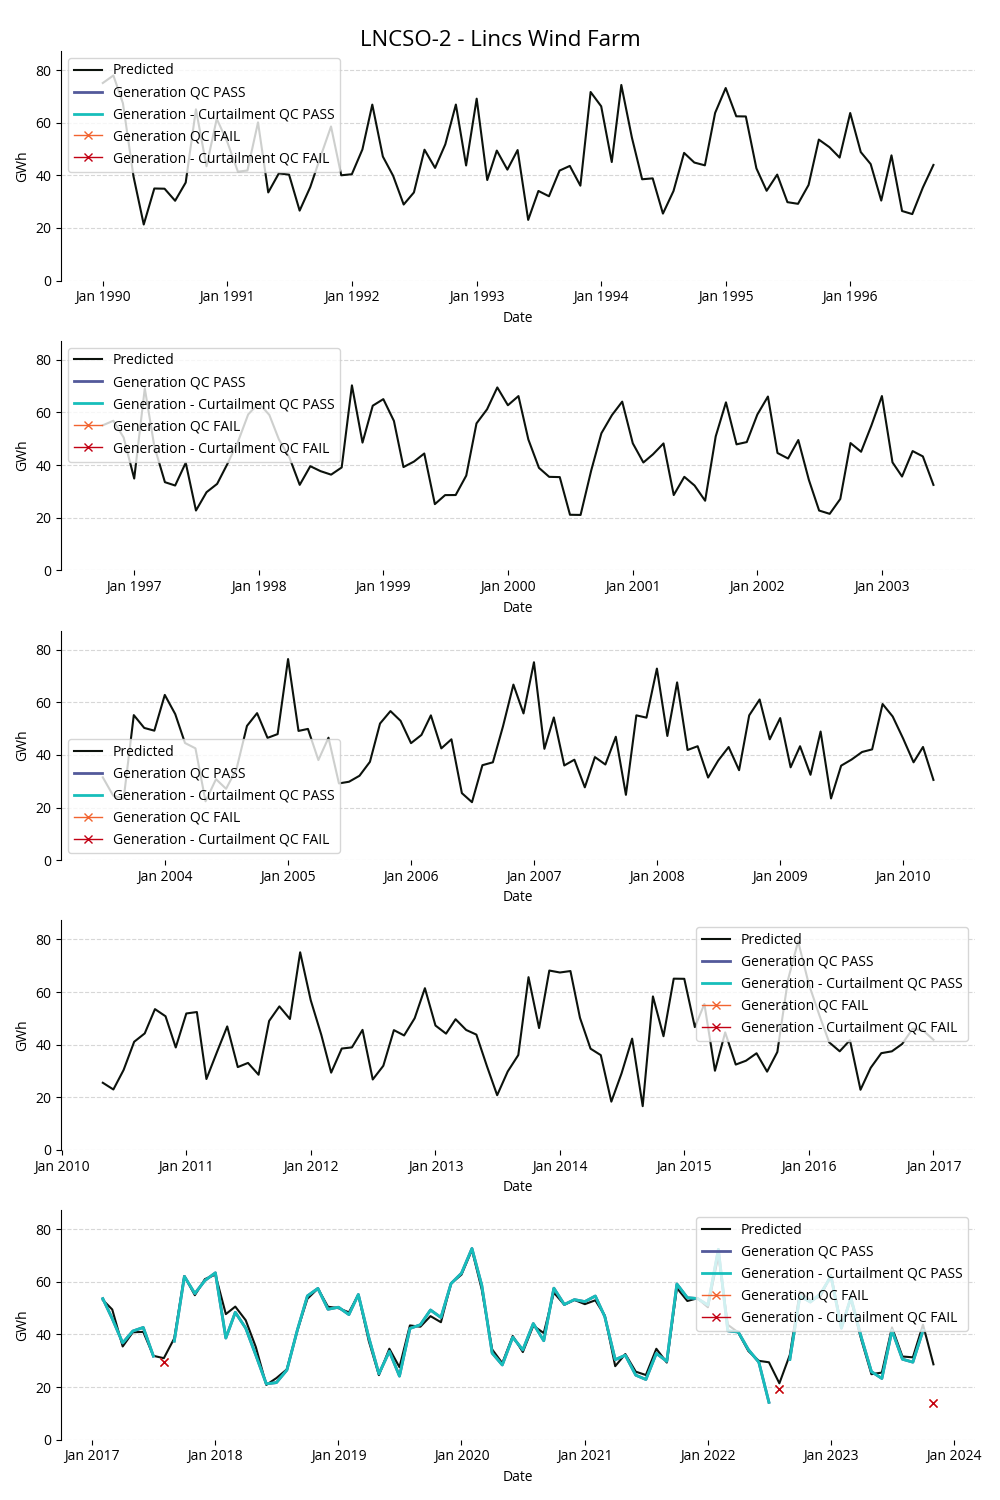 LNCSO-2 - Lincs Wind Farm
80
60
40
20
0
GWh
Predicted
Generation QC PASS
Generation - Curtailment QC PASS
Generation QC FAIL
Generation - Curtailment QC FAIL
Jan 1990 Jan 1991 Jan 1992 Jan 1993 Jan 1994 Jan 1995 Jan 1996
Date
80
60
40
20
0
GWh
Predicted
Generation QC PASS
Generation - Curtailment QC PASS
Generation QC FAIL
Generation - Curtailment QC FAIL
Jan 1997 Jan 1998 Jan 1999 Jan 2000 Jan 2001 Jan 2002 Jan 2003
Date
80
60
40
20
0
GWh
Predicted
Generation QC PASS
Generation - Curtailment QC PASS
Generation QC FAIL
Generation - Curtailment QC FAIL
Jan 2004 Jan 2005 Jan 2006 Jan 2007 Jan 2008 Jan 2009 Jan 2010
Date
80
60
40
20
0
GWh
Predicted
Generation QC PASS
Generation - Curtailment QC PASS
Generation QC FAIL
Generation - Curtailment QC FAIL
Jan 2010 Jan 2011 Jan 2012 Jan 2013 Jan 2014 Jan 2015 Jan 2016 Jan 2017
Date
80
60
40
20
0
GWh
Predicted
Generation QC PASS
Generation - Curtailment QC PASS
Generation QC FAIL
Generation - Curtailment QC FAIL
Jan 2017 Jan 2018 Jan 2019 Jan 2020 Jan 2021 Jan 2022 Jan 2023 Jan 2024
Date